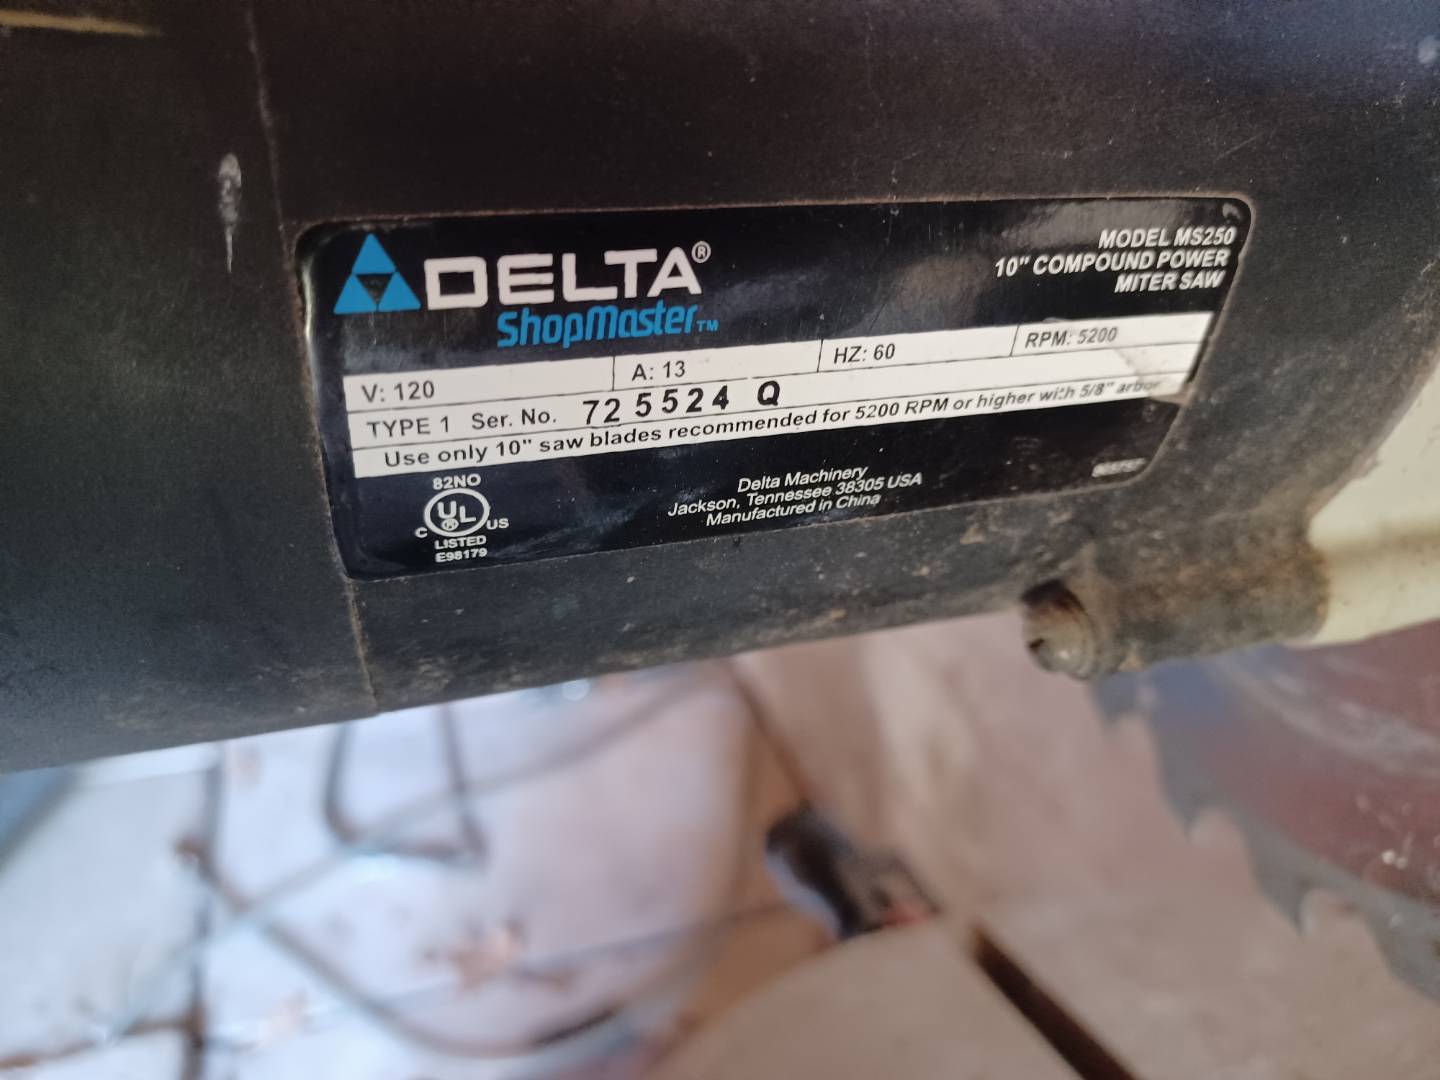 DELTA®
ShopMaster™
MODEL MS250
10" COMPOUND POWER
MITER SAW
V: 120 A: 13 HZ: 60 RPM: 5200
TYPE 1 Ser. No. 725524 Q
Use only 10" saw blades recommended for 5200 RPM or higher with 5/8" arbor
82NO
C UL® US
LISTED
E98179
Delta Machinery
Jackson, Tennessee 38305 USA
Manufactured in China